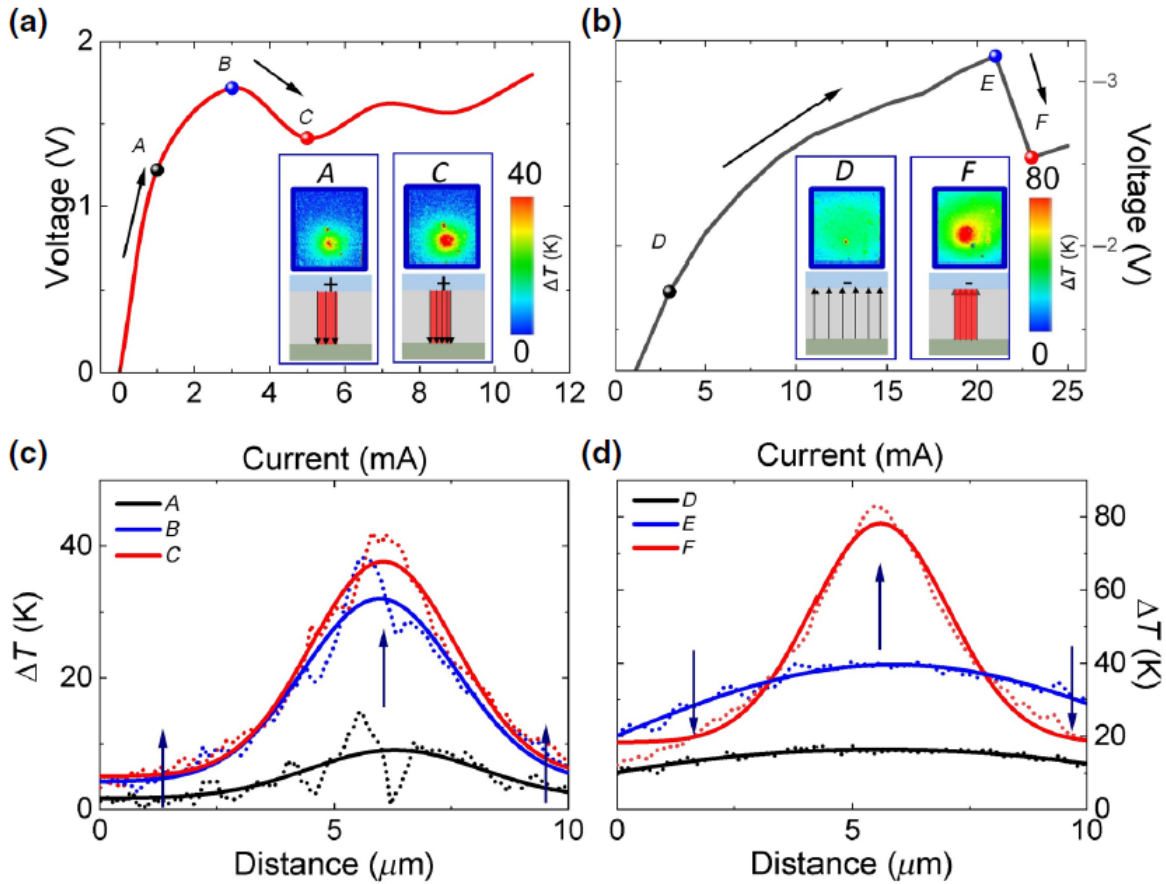 (a)
2
1
0
Voltage (V)
A
B
C
A
C
+
+
40
0
ΔT (K)
0 2 4 6 8 10 12
Current (mA)
(b)
−3
−2
Voltage (V)
D
E
F
D
F
-
-
80
0
ΔT (K)
0 5 10 15 20 25
Current (mA)
(c)
A
B
C
40
20
0
ΔT (K)
0 5 10
Distance (μm)
(d)
D
E
F
80
60
40
20
0
ΔT (K)
0 5 10
Distance (μm)